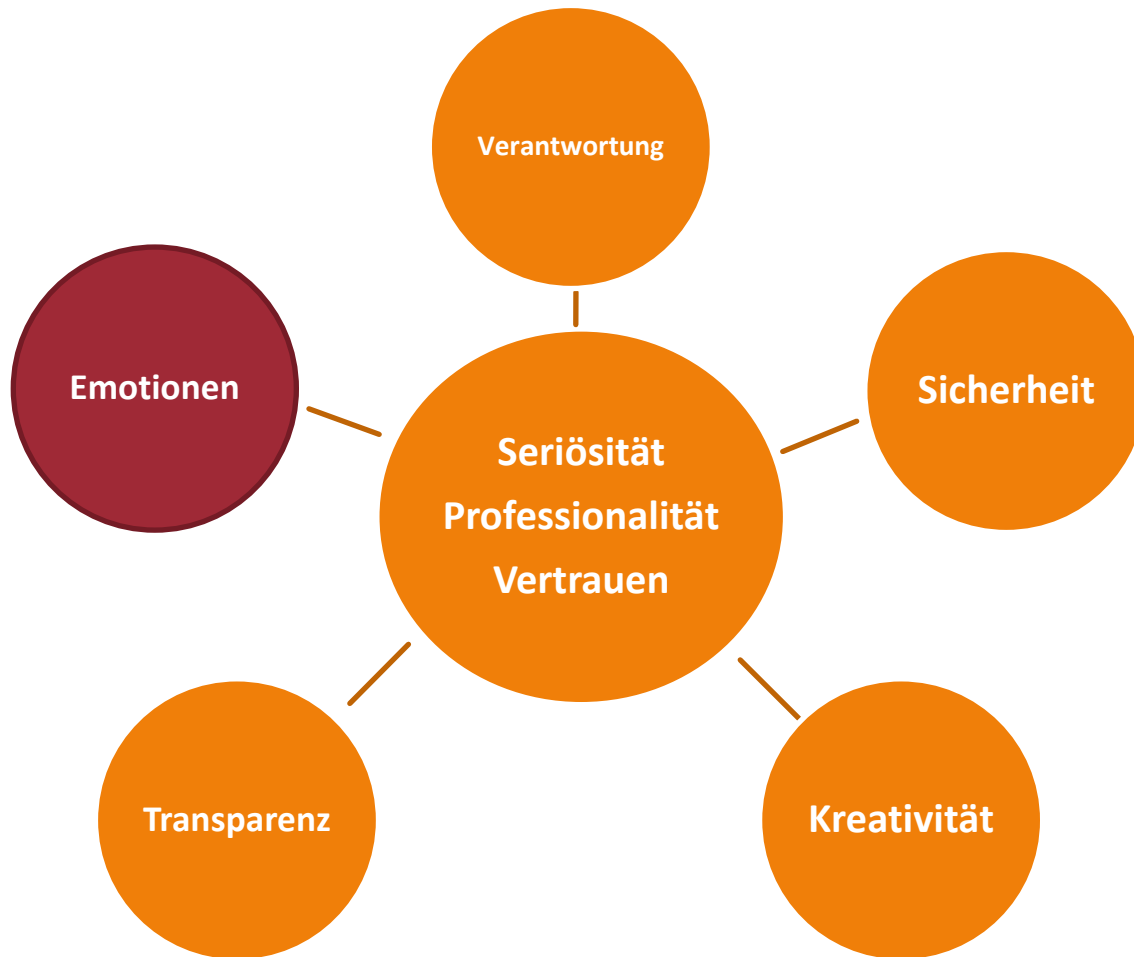 Verantwortung
Emotionen
Sicherheit
Seriösität
Professionalität
Vertrauen
Transparenz
Kreativität